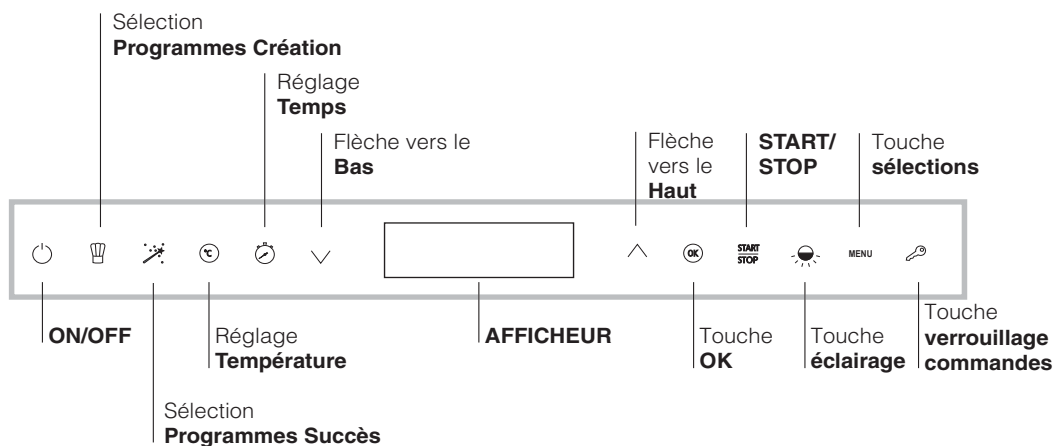 Sélection
Programmes Création
Réglage
Temps
Flèche vers le
Bas
Flèche
vers le
Haut
START/
STOP
Touche
sélections
°C
OK
START
STOP
MENU
ON/OFF
Réglage
Température
AFFICHEUR
Touche
OK
Touche
éclairage
Touche
verrouillage
commandes
Sélection
Programmes Succès